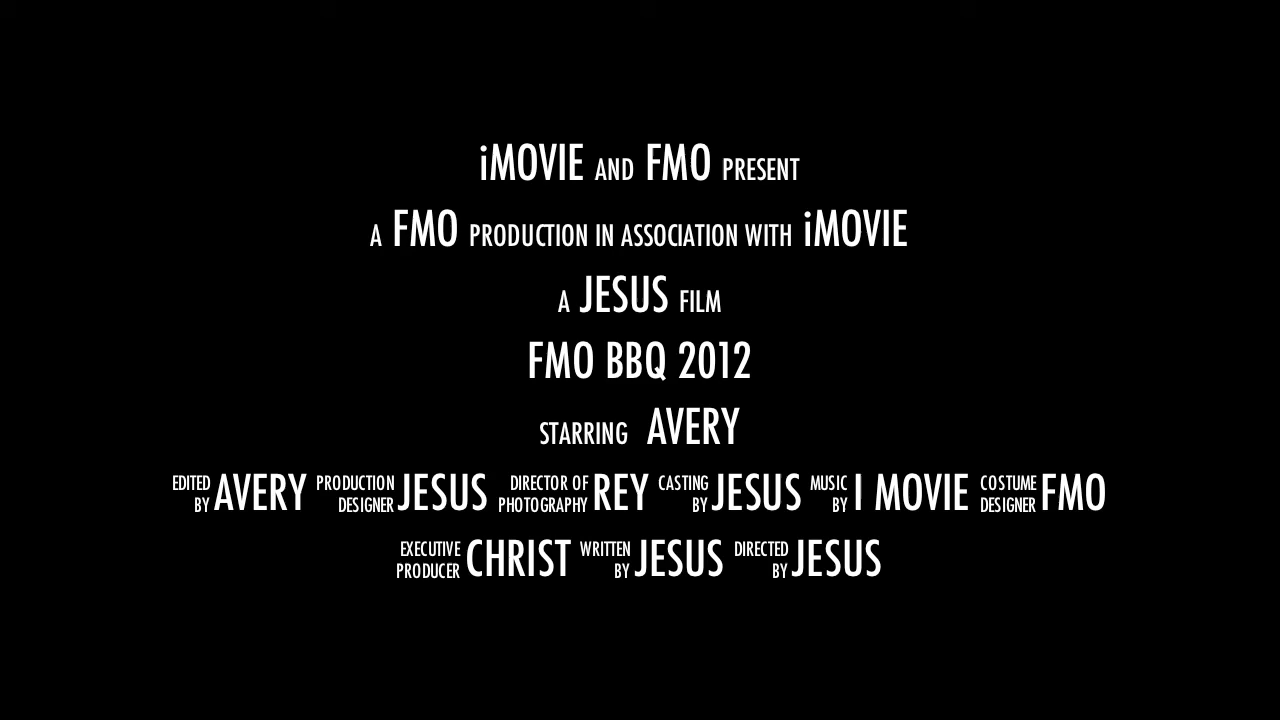 iMOVIE AND FMO PRESENT
A FMO PRODUCTION IN ASSOCIATION WITH iMOVIE
A JESUS FILM
FMO BBQ 2012
STARRING AVERY
EDITED BY AVERY PRODUCTION DESIGNER JESUS DIRECTOR OF PHOTOGRAPHY REY CASTING BY JESUS MUSIC BY I MOVIE COSTUME DESIGNER FMO
EXECUTIVE PRODUCER CHRIST WRITTEN BY JESUS DIRECTED BY JESUS